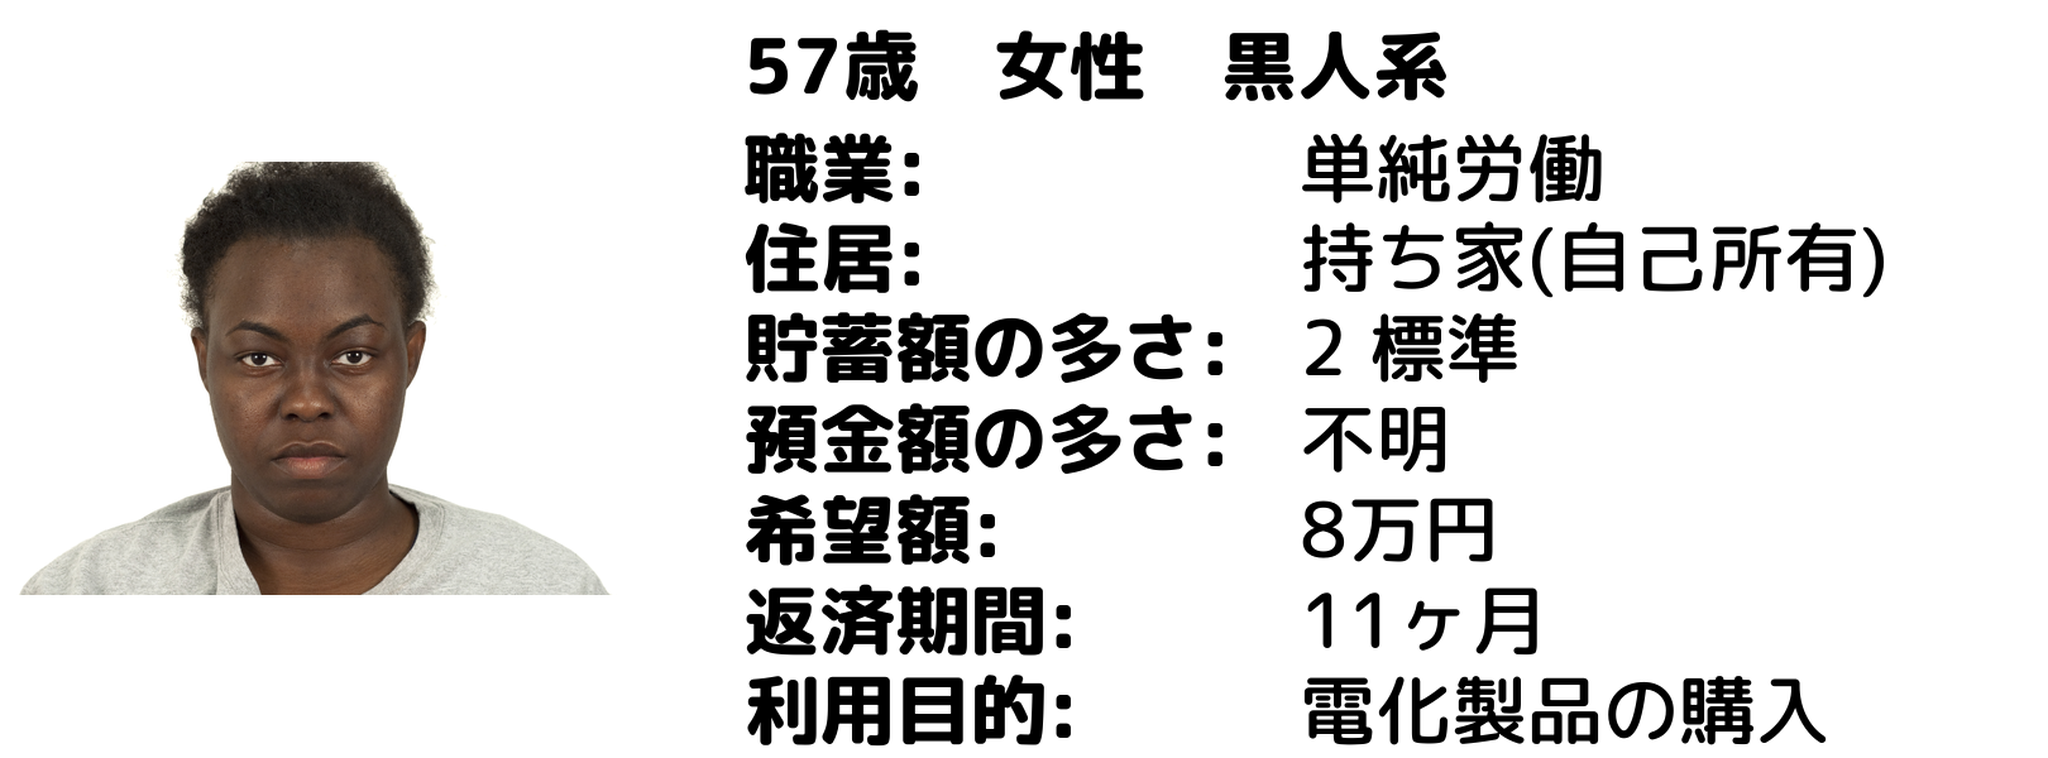 57歳　女性　黒人系
職業: 単純労働
住居: 持ち家(自己所有)
貯蓄額の多さ: 2 標準
預金額の多さ: 不明
希望額: 8万円
返済期間: 11ヶ月
利用目的: 電化製品の購入